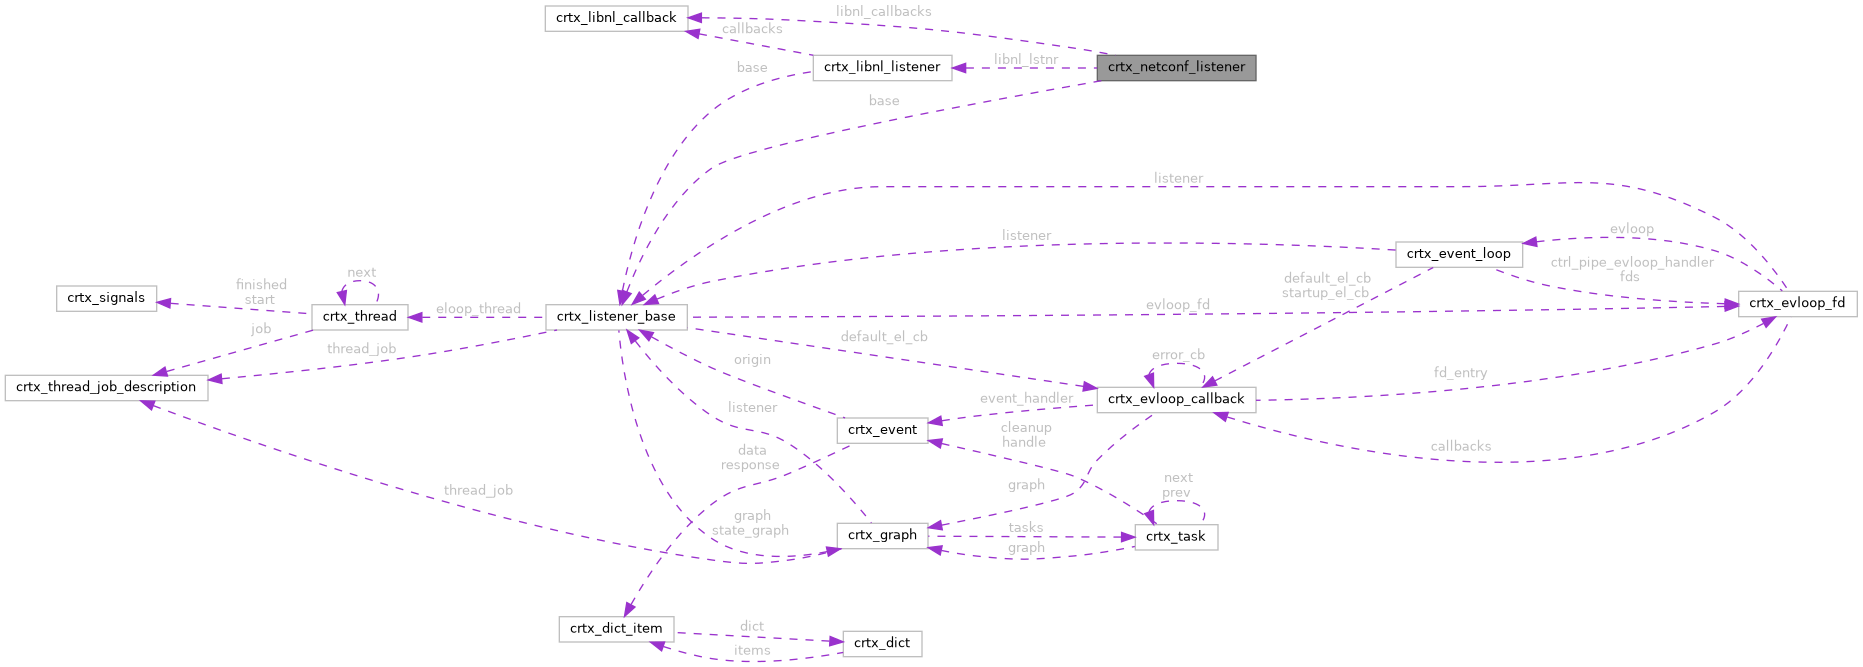 crtx_libnl_callback
libnl_callbacks
callbacks
crtx_libnl_listener
libnl_lstnr
crtx_netconf_listener
base
base
listener
evloop
listener
crtx_event_loop
ctrl_pipe_evloop_handler
fds
default_el_cb
startup_el_cb
next
finished
start
crtx_signals
crtx_thread
eloop_thread
crtx_listener_base
evloop_fd
crtx_evloop_fd
job
default_el_cb
thread_job
origin
error_cb
fd_entry
crtx_thread_job_description
crtx_evloop_callback
event_handler
listener
crtx_event
cleanup
handle
callbacks
data
response
next
prev
graph
thread_job
graph
state_graph
tasks
crtx_graph
crtx_task
graph
crtx_dict_item
dict
crtx_dict
items